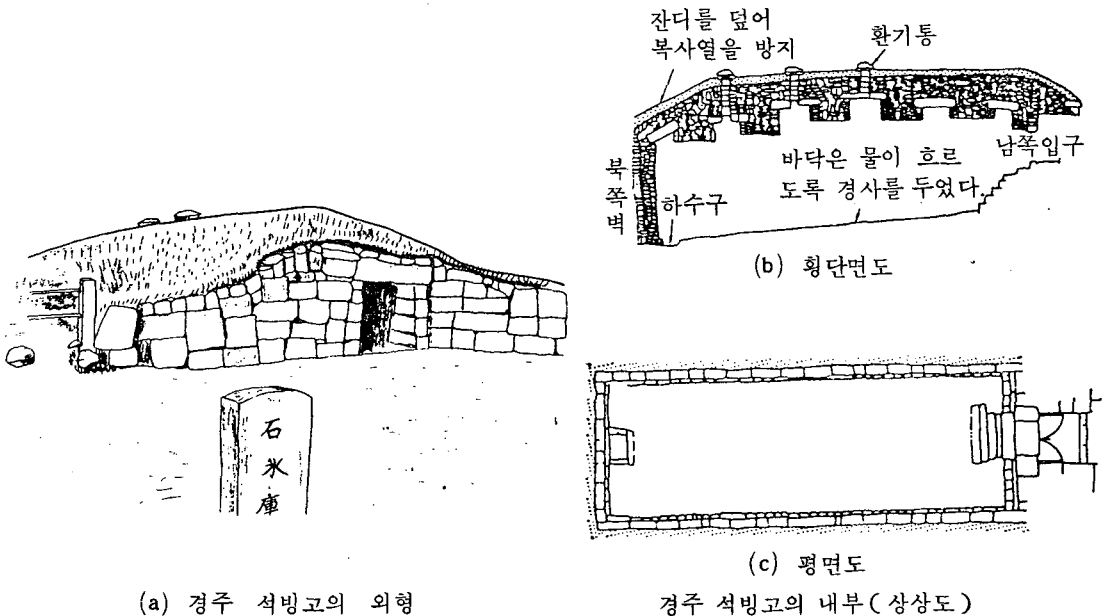 잔디를 덮어
복사열을 방지
환기통
북
쪽
벽
하수구
바닥은 물이 흐르
도록 경사를 두었다.
남쪽입구
(b) 횡단면도
石
氷
庫
(c) 평면도
(a) 경주 석빙고의 외형
경주 석빙고의 내부(상상도)